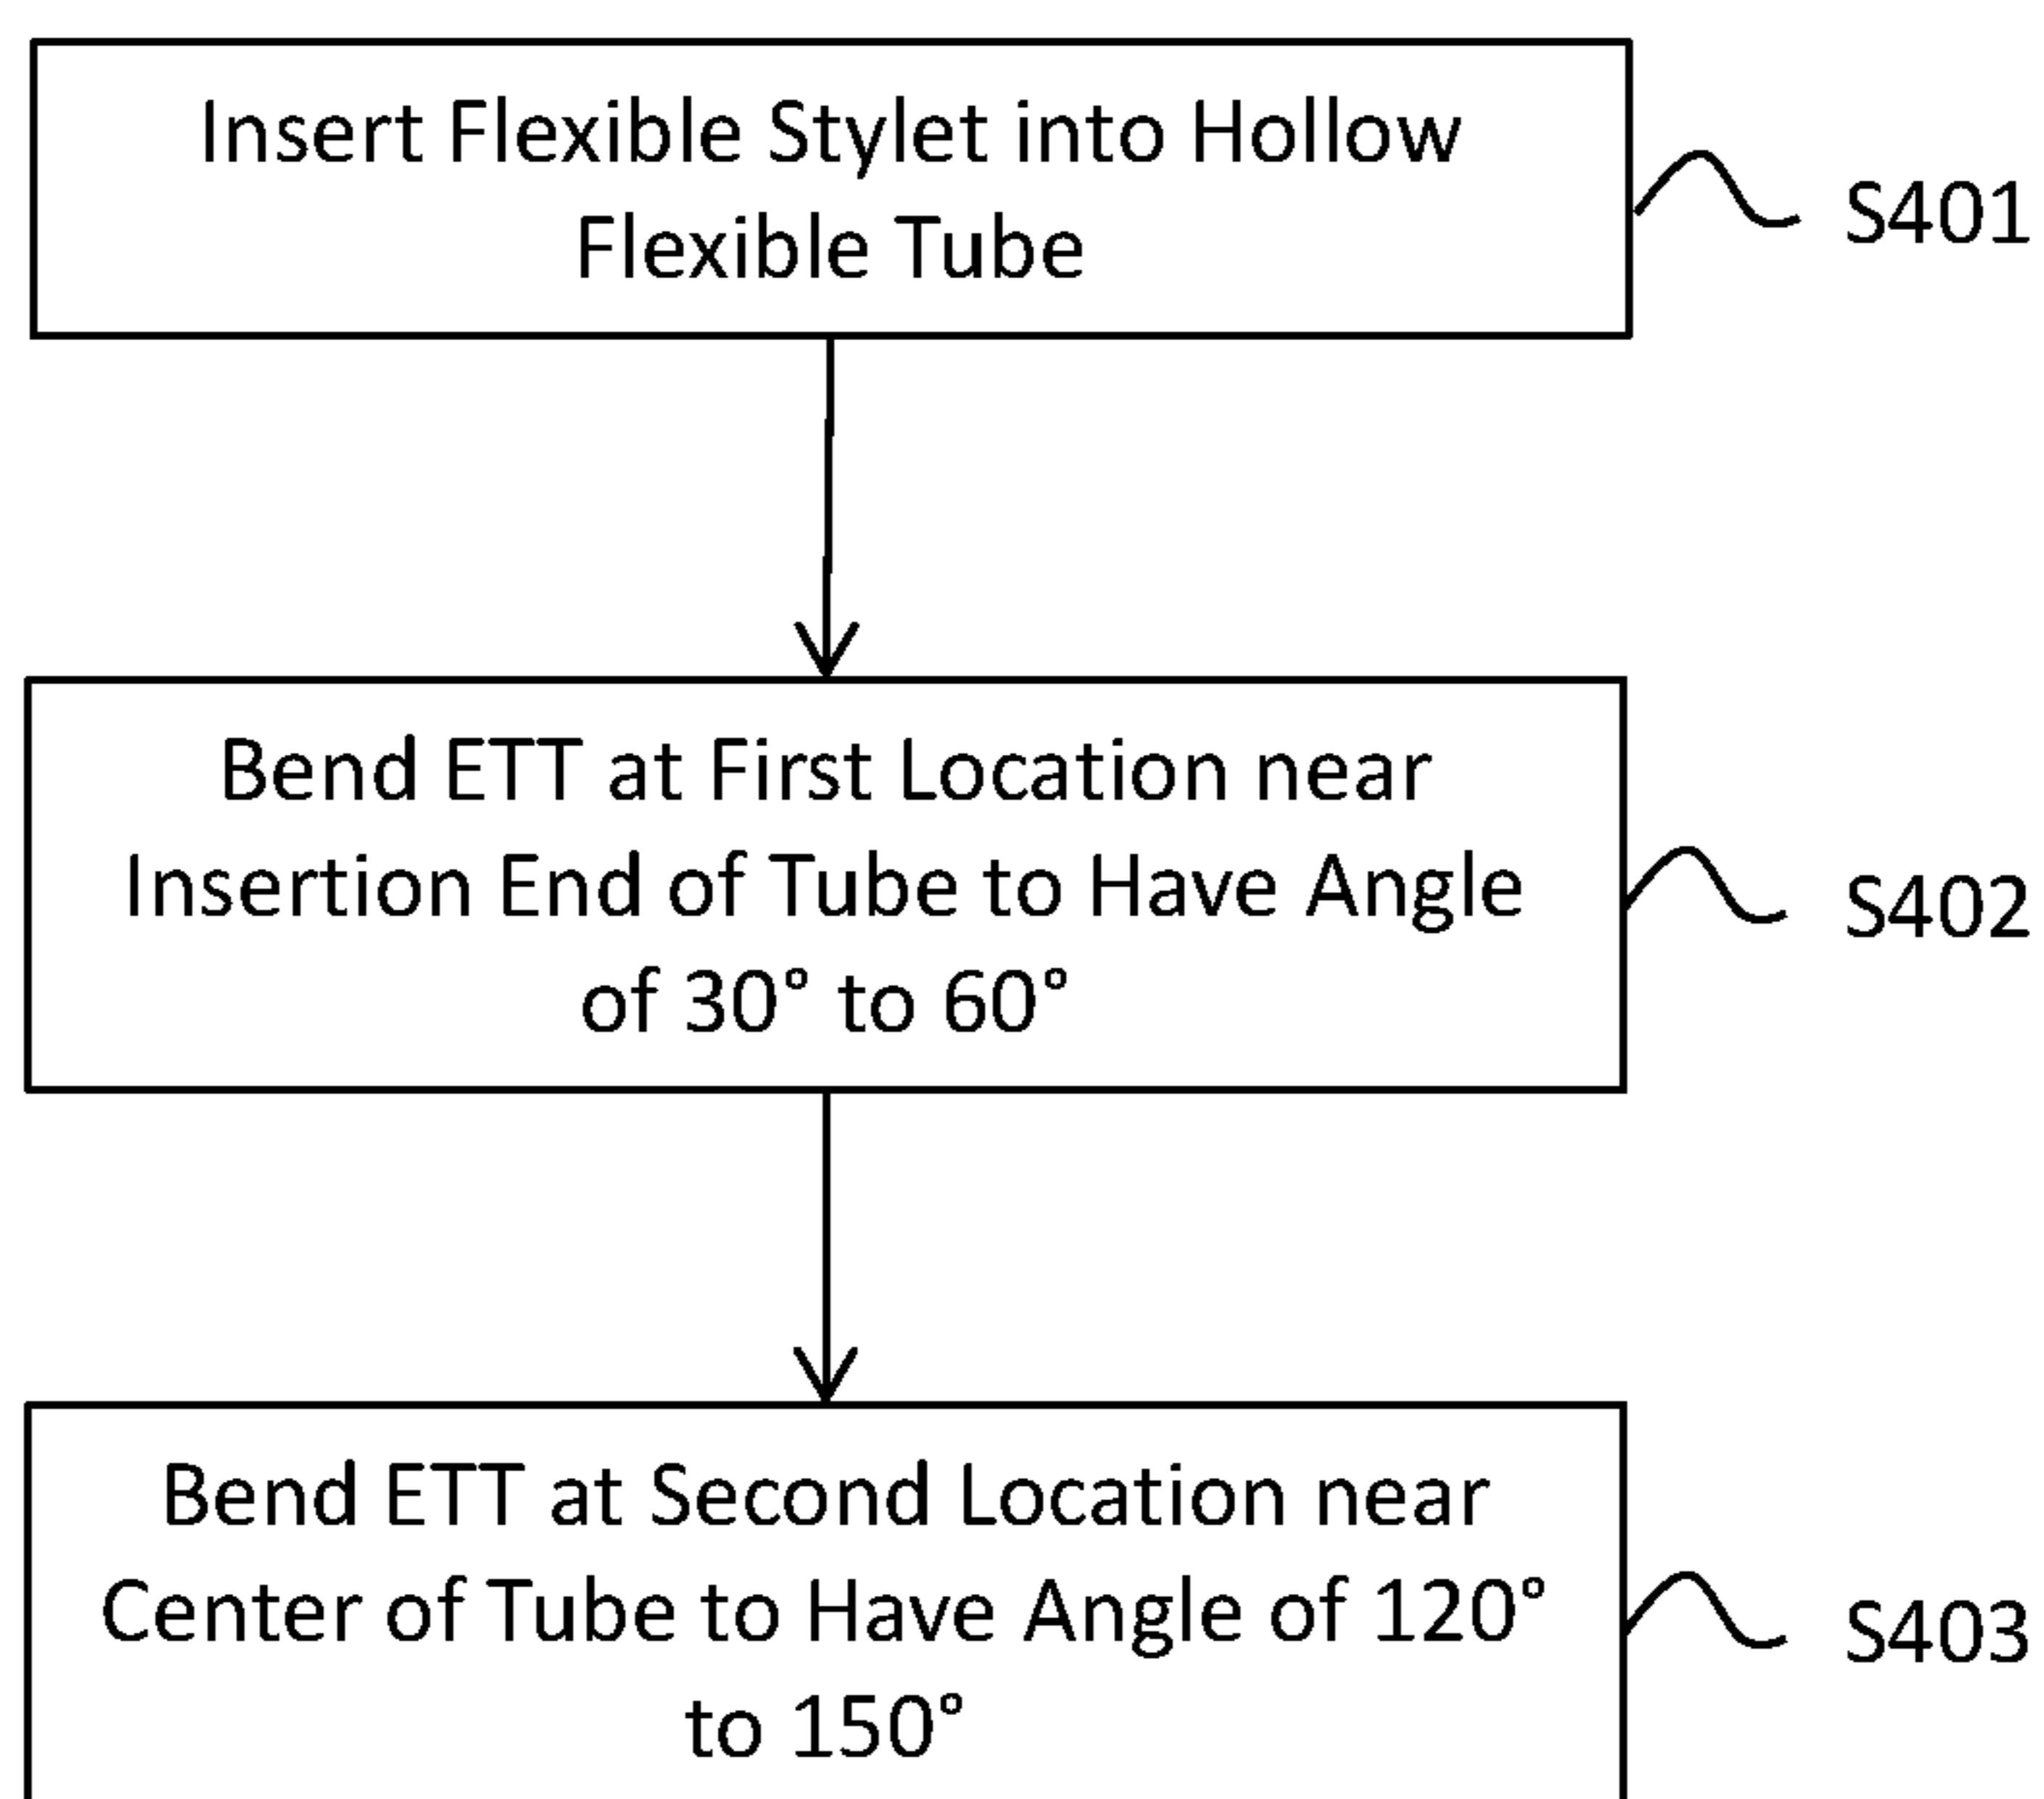 Insert Flexible Stylet into Hollow
Flexible Tube
S401
Bend ETT at First Location near
Insertion End of Tube to Have Angle
of 30° to 60°
S402
Bend ETT at Second Location near
Center of Tube to Have Angle of 120°
to 150°
S403